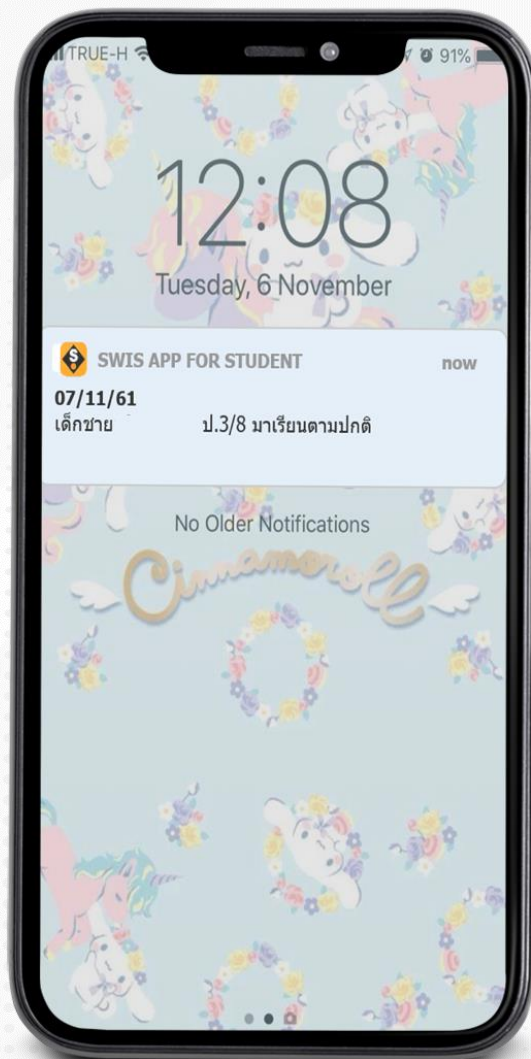 TRUE-H 91%
12:08
Tuesday, 6 November
SWIS APP FOR STUDENT now
07/11/61
เด็กชาย ป.3/8 มาเรียนตามปกติ
No Older Notifications
Cinnamoroll